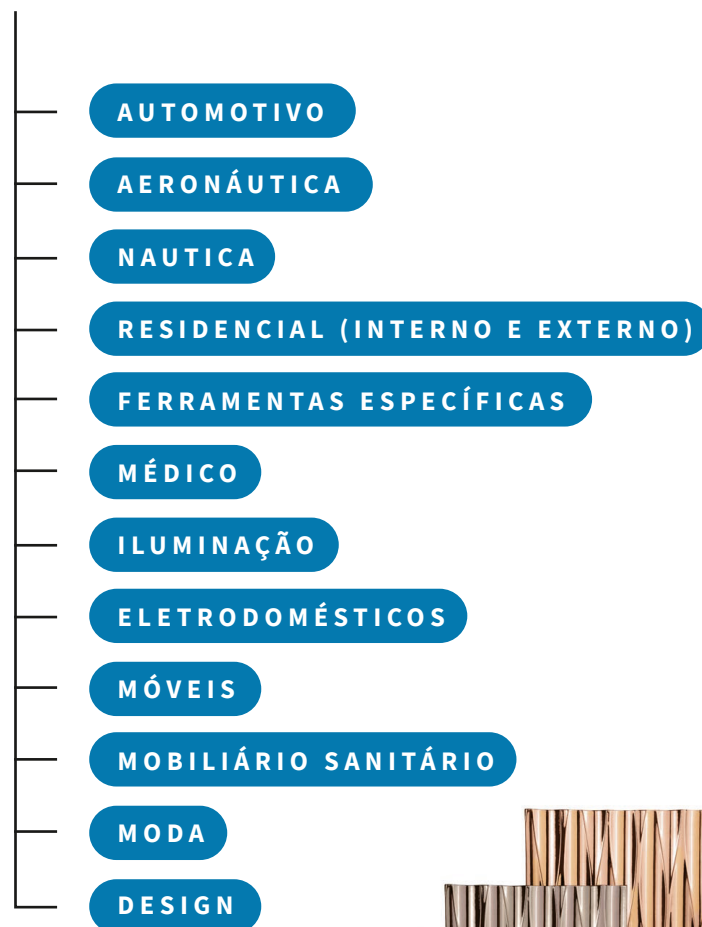 AUTOMOTIVO
AERONÁUTICA
NAUTICA
RESIDENCIAL (INTERNO E EXTERNO)
FERRAMENTAS ESPECÍFICAS
MÉDICO
ILUMINAÇÃO
ELETRODOMÉSTICOS
MÓVEIS
MOBILIÁRIO SANITÁRIO
MODA
DESIGN